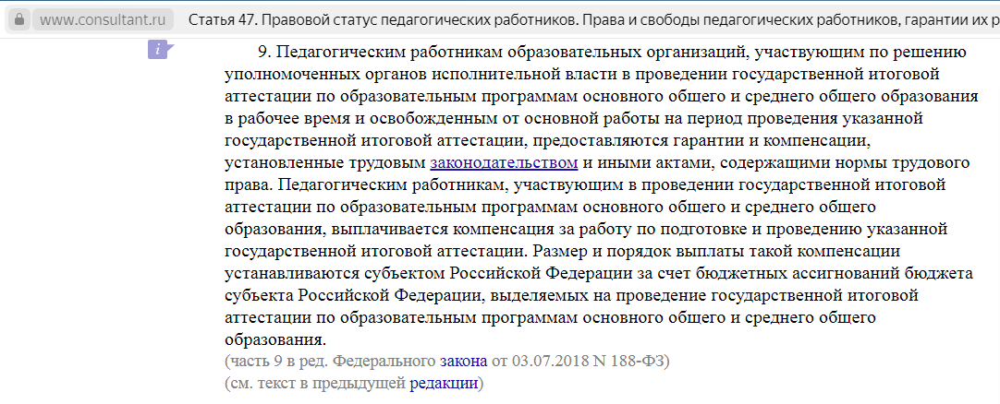 www.consultant.ru Статья 47. Правовой статус педагогических работников. Права и свободы педагогических работников, гарантии их р
i
9. Педагогическим работникам образовательных организаций, участвующим по решению
уполномоченных органов исполнительной власти в проведении государственной итоговой
аттестации по образовательным программам основного общего и среднего общего образования
в рабочее время и освобожденным от основной работы на период проведения указанной
государственной итоговой аттестации, предоставляются гарантии и компенсации,
установленные трудовым законодательством и иными актами, содержащими нормы трудового
права. Педагогическим работникам, участвующим в проведении государственной итоговой
аттестации по образовательным программам основного общего и среднего общего
образования, выплачивается компенсация за работу по подготовке и проведению указанной
государственной итоговой аттестации. Размер и порядок выплаты такой компенсации
устанавливаются субъектом Российской Федерации за счет бюджетных ассигнований бюджета
субъекта Российской Федерации, выделяемых на проведение государственной итоговой
аттестации по образовательным программам основного общего и среднего общего
образования.
(часть 9 в ред. Федерального закона от 03.07.2018 N 188-ФЗ)
(см. текст в предыдущей редакции)